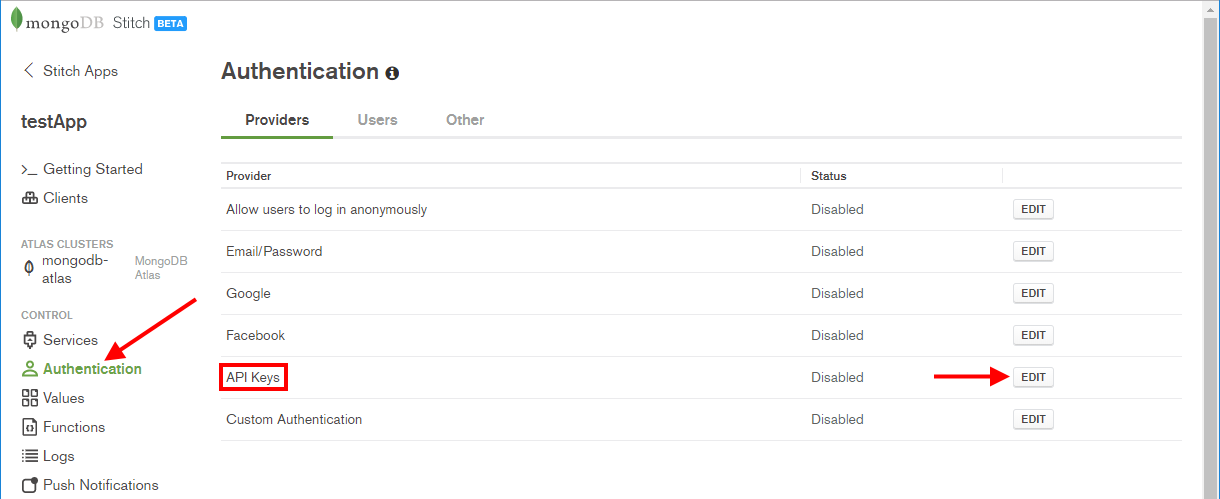 mongoDB Stitch BETA
Stitch Apps
testApp
>_ Getting Started
Clients
ATLAS CLUSTERS
mongodb-atlas
MongoDB Atlas
CONTROL
Services
Authentication
Values
Functions
Logs
Push Notifications
Authentication
Providers Users Other
Provider Status
Allow users to log in anonymously Disabled EDIT
Email/Password Disabled EDIT
Google Disabled EDIT
Facebook Disabled EDIT
API Keys Disabled EDIT
Custom Authentication Disabled EDIT